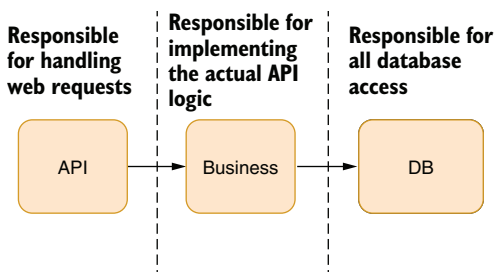 Responsible
for handling
web requests
Responsible for
implementing
the actual API
logic
Responsible for
all database
access
API
Business
DB